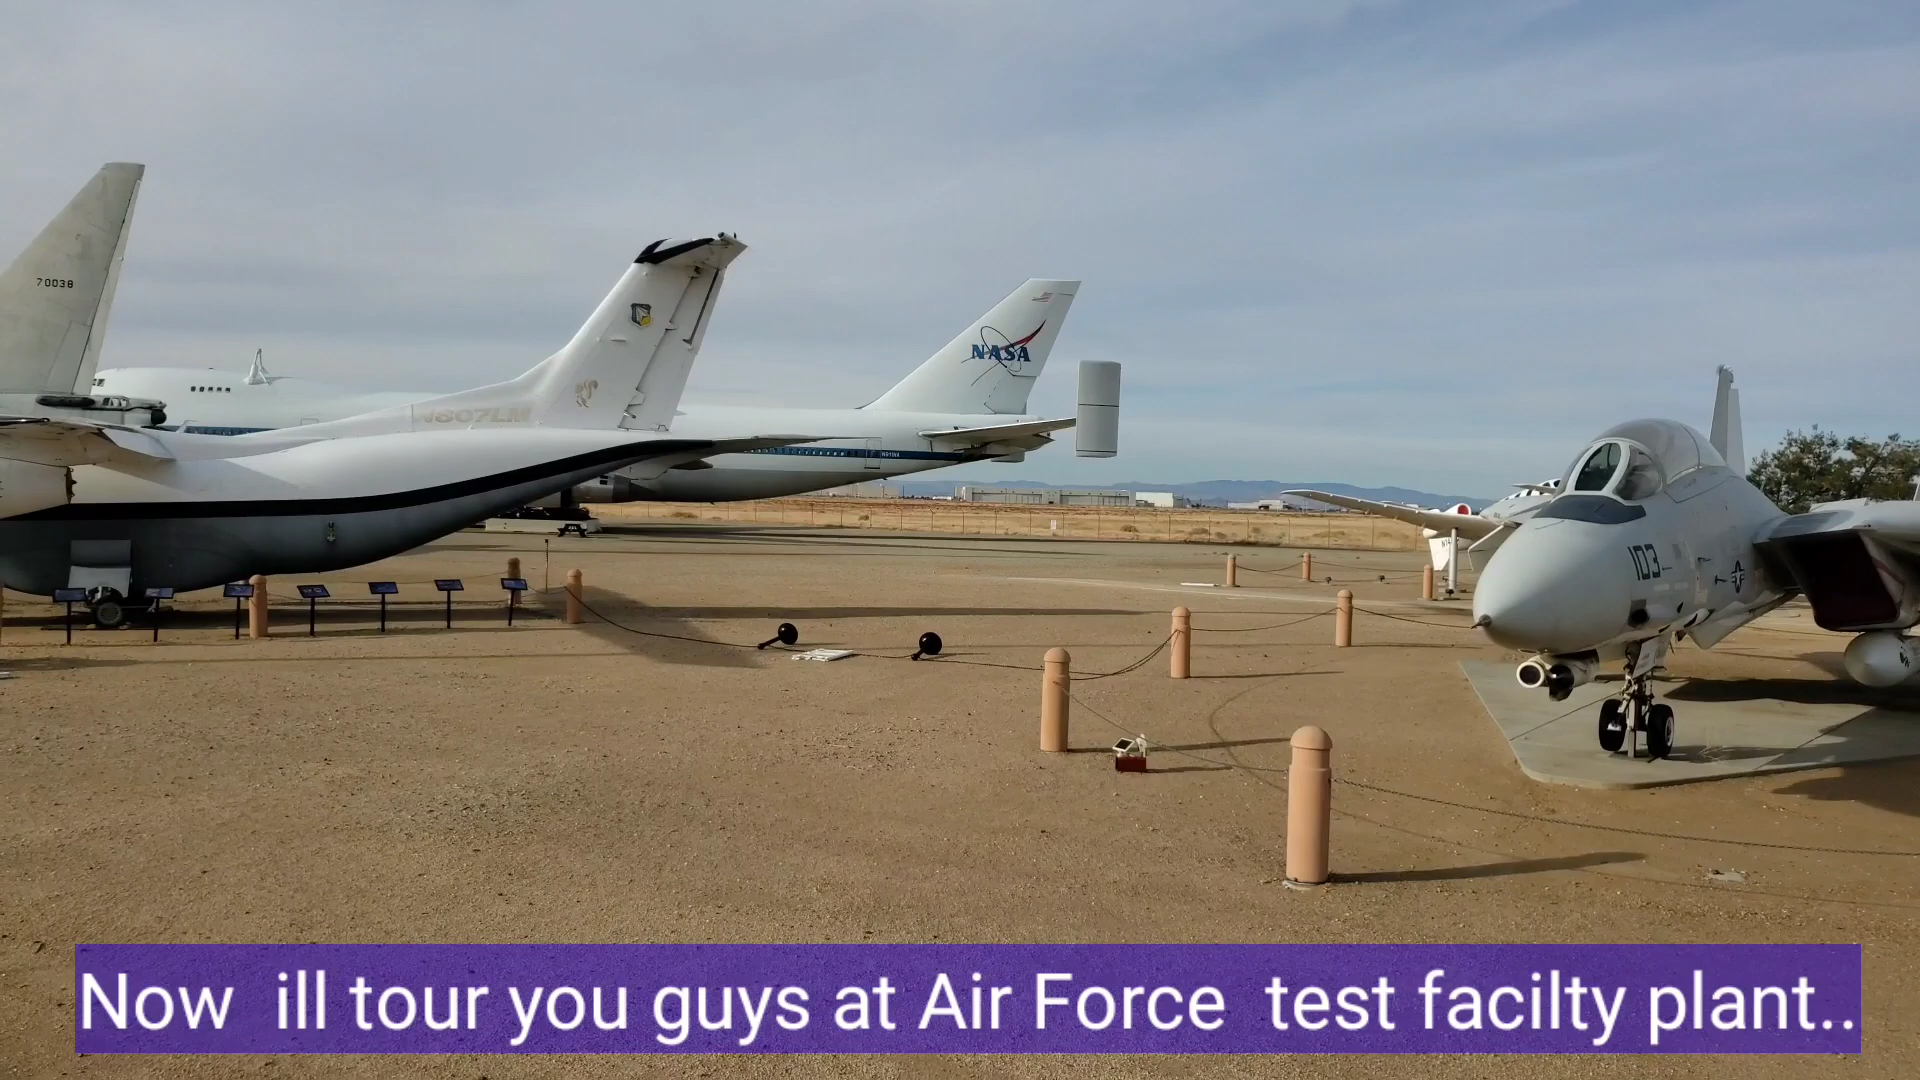 70038
NASA
N807LM
103
Now ill tour you guys at Air Force test facilty plant..